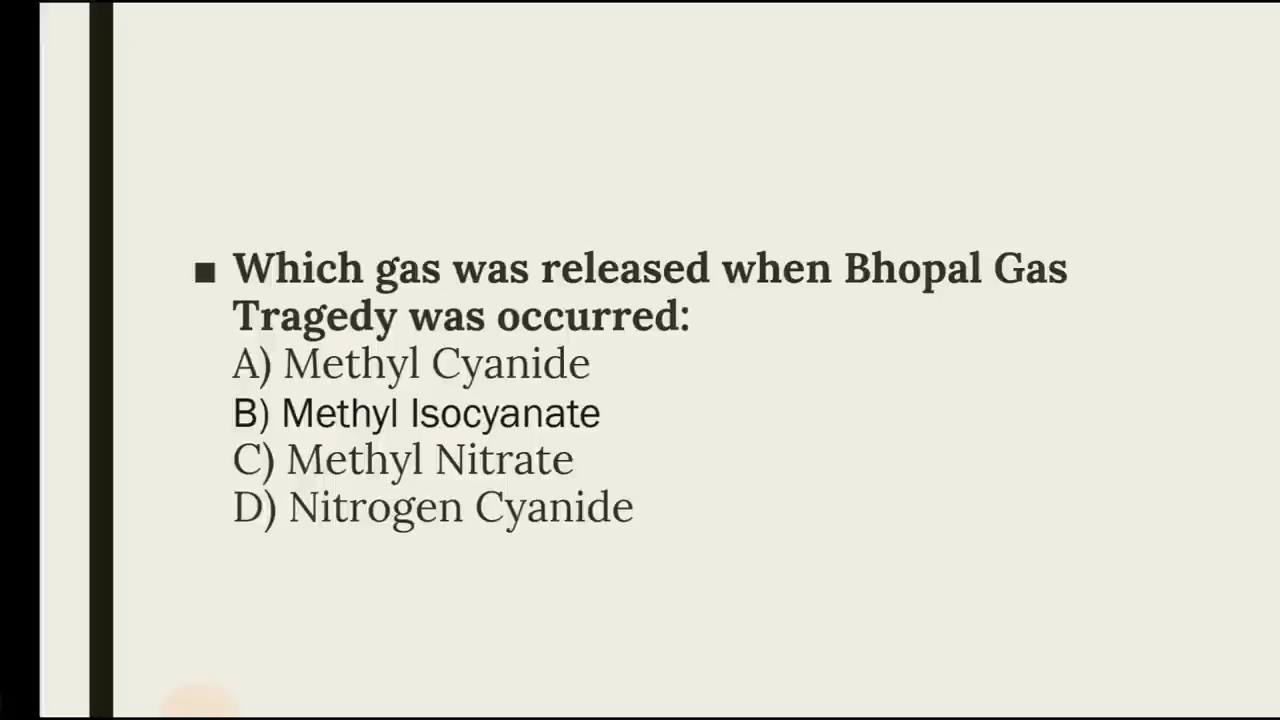 Which gas was released when Bhopal Gas
Tragedy was occurred:
A) Methyl Cyanide
B) Methyl Isocyanate
C) Methyl Nitrate
D) Nitrogen Cyanide